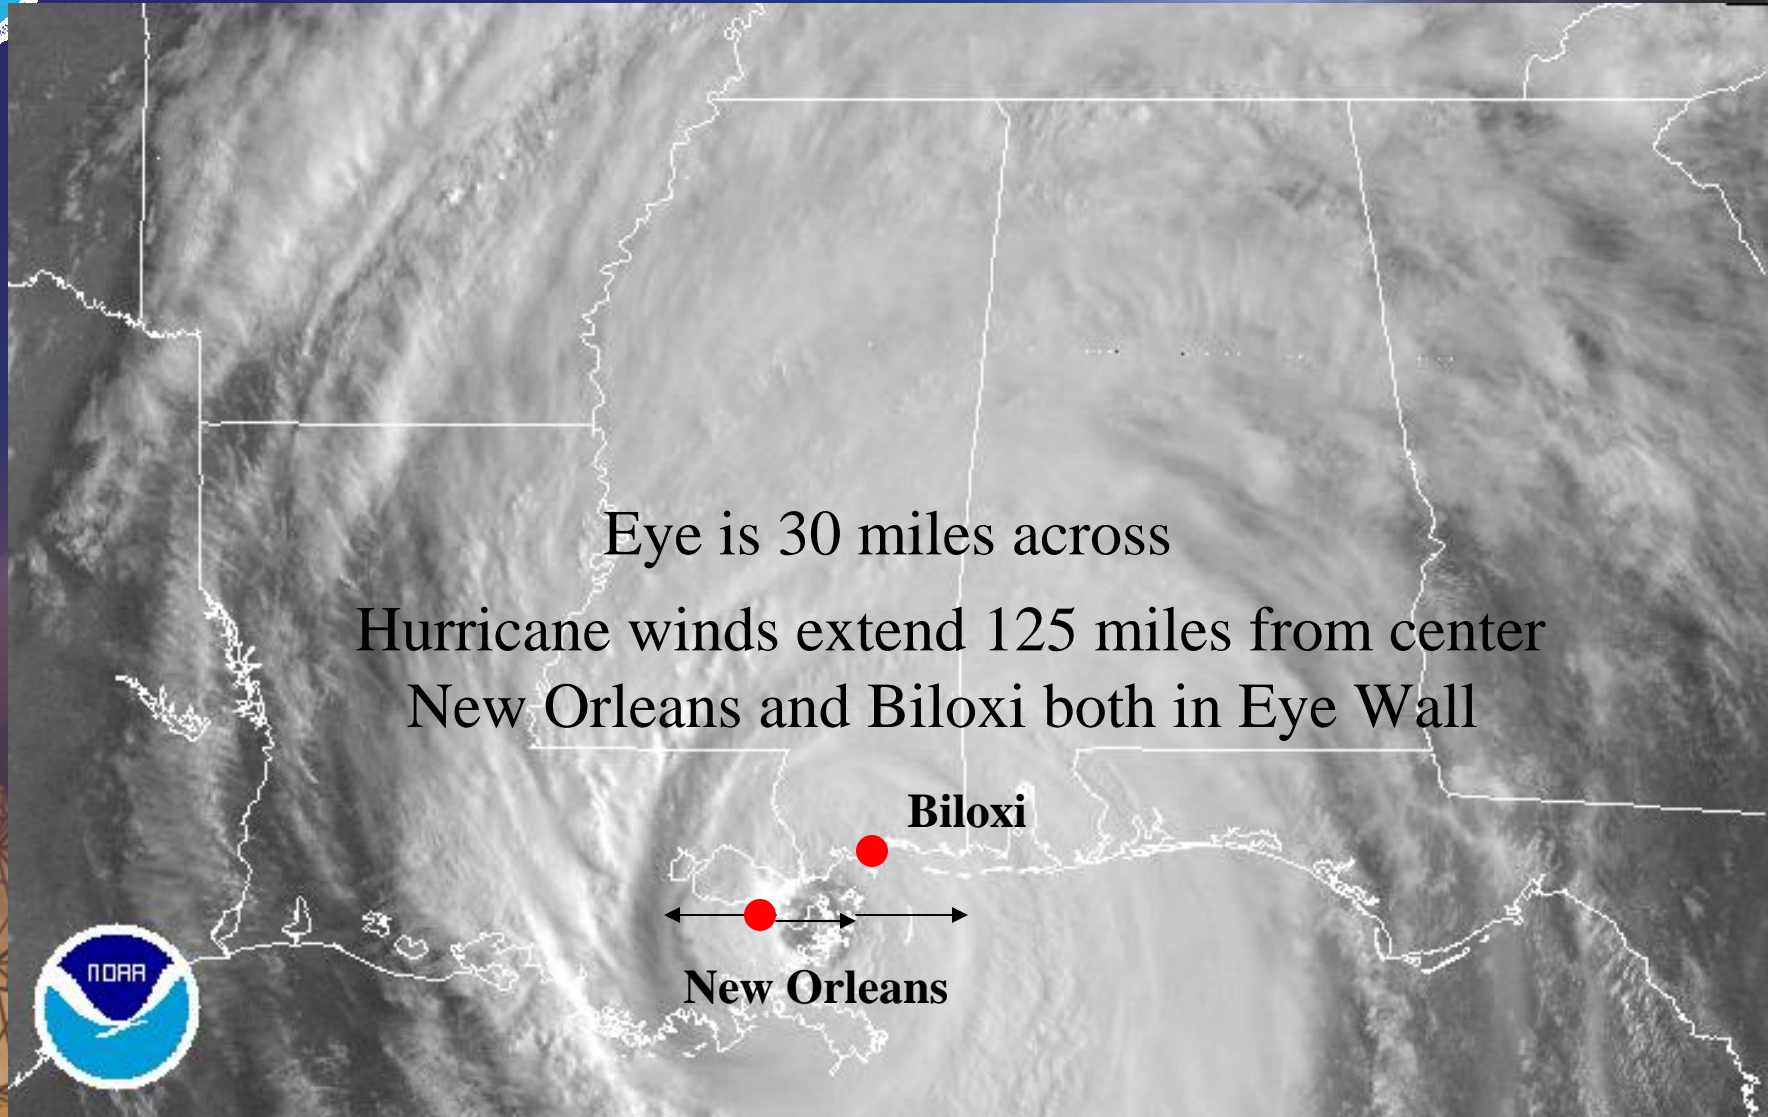 Eye is 30 miles across
Hurricane winds extend 125 miles from center
New Orleans and Biloxi both in Eye Wall
Biloxi
New Orleans
NOAA